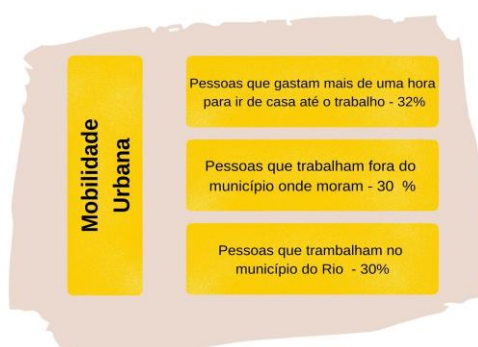 Mobilidade
Urbana
Pessoas que gastam mais de uma hora
para ir de casa até o trabalho - 32%
Pessoas que trabalham fora do
município onde moram - 30 %
Pessoas que trambalham no
município do Rio - 30%